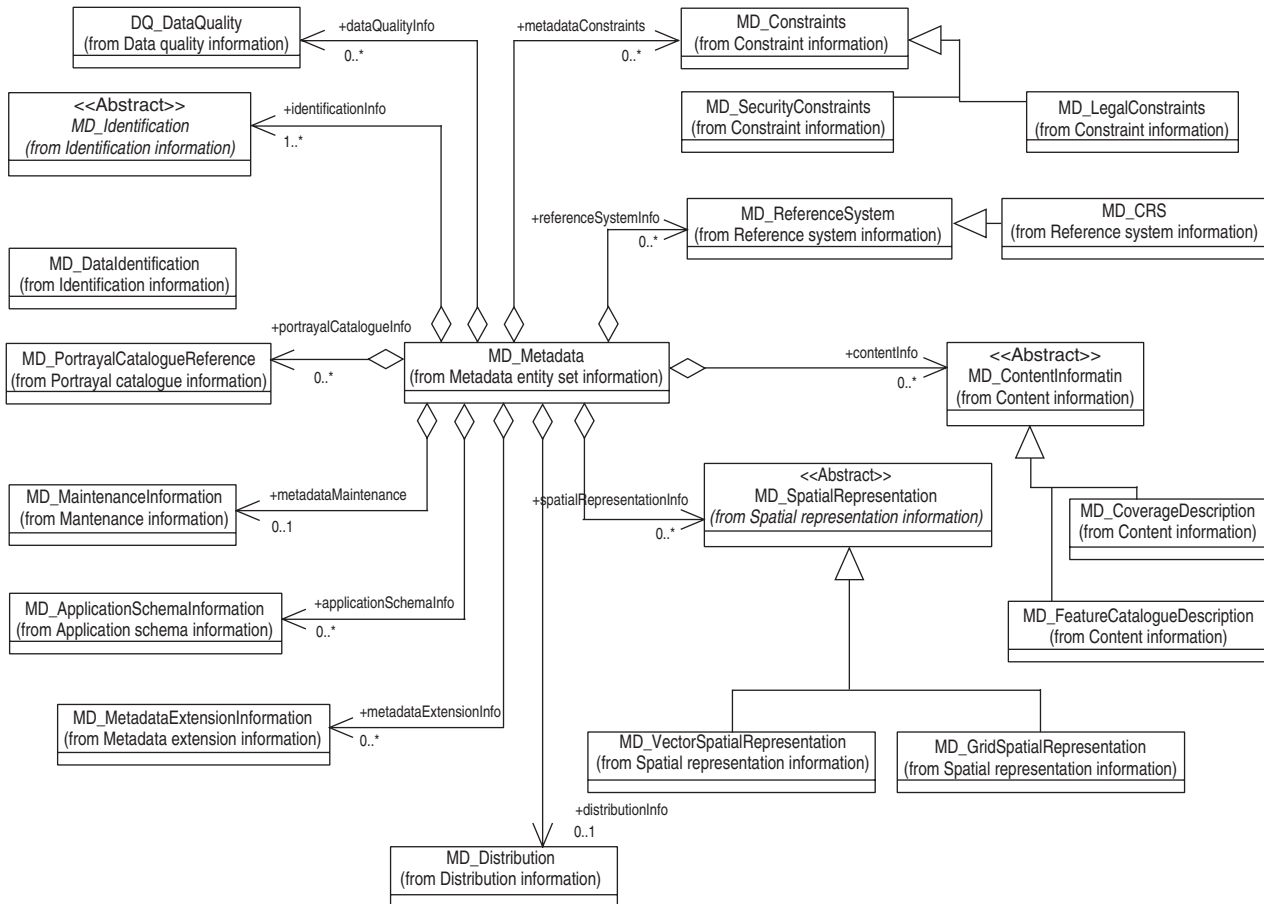 DQ_DataQuality
(from Data quality information)
+dataQualityInfo
0..*
+metadataConstraints
0..*
MD_Constraints
(from Constraint information)
<<Abstract>>
MD_Identification
(from Identification information)
+identificationInfo
1..*
MD_SecurityConstraints
(from Constraint information)
MD_LegalConstraints
(from Constraint information)
+referenceSystemInfo
0..*
MD_ReferenceSystem
(from Reference system information)
MD_CRS
(from Reference system information)
MD_DataIdentification
(from Identification information)
+portrayalCatalogueInfo
0..*
MD_PortrayalCatalogueReference
(from Portrayal catalogue information)
MD_Metadata
(from Metadata entity set information)
+contentInfo
0..*
<<Abstract>>
MD_ContentInformatin
(from Content information)
MD_MaintenanceInformation
(from Mantenance information)
+metadataMaintenance
0..1
+spatialRepresentationInfo
0..*
<<Abstract>>
MD_SpatialRepresentation
(from Spatial representation information)
MD_CoverageDescription
(from Content information)
MD_ApplicationSchemaInformation
(from Application schema information)
+applicationSchemaInfo
0..*
MD_FeatureCatalogueDescription
(from Content information)
MD_MetadataExtensionInformation
(from Metadata extension information)
+metadataExtensionInfo
0..*
MD_VectorSpatialRepresentation
(from Spatial representation information)
MD_GridSpatialRepresentation
(from Spatial representation information)
+distributionInfo
0..1
MD_Distribution
(from Distribution information)